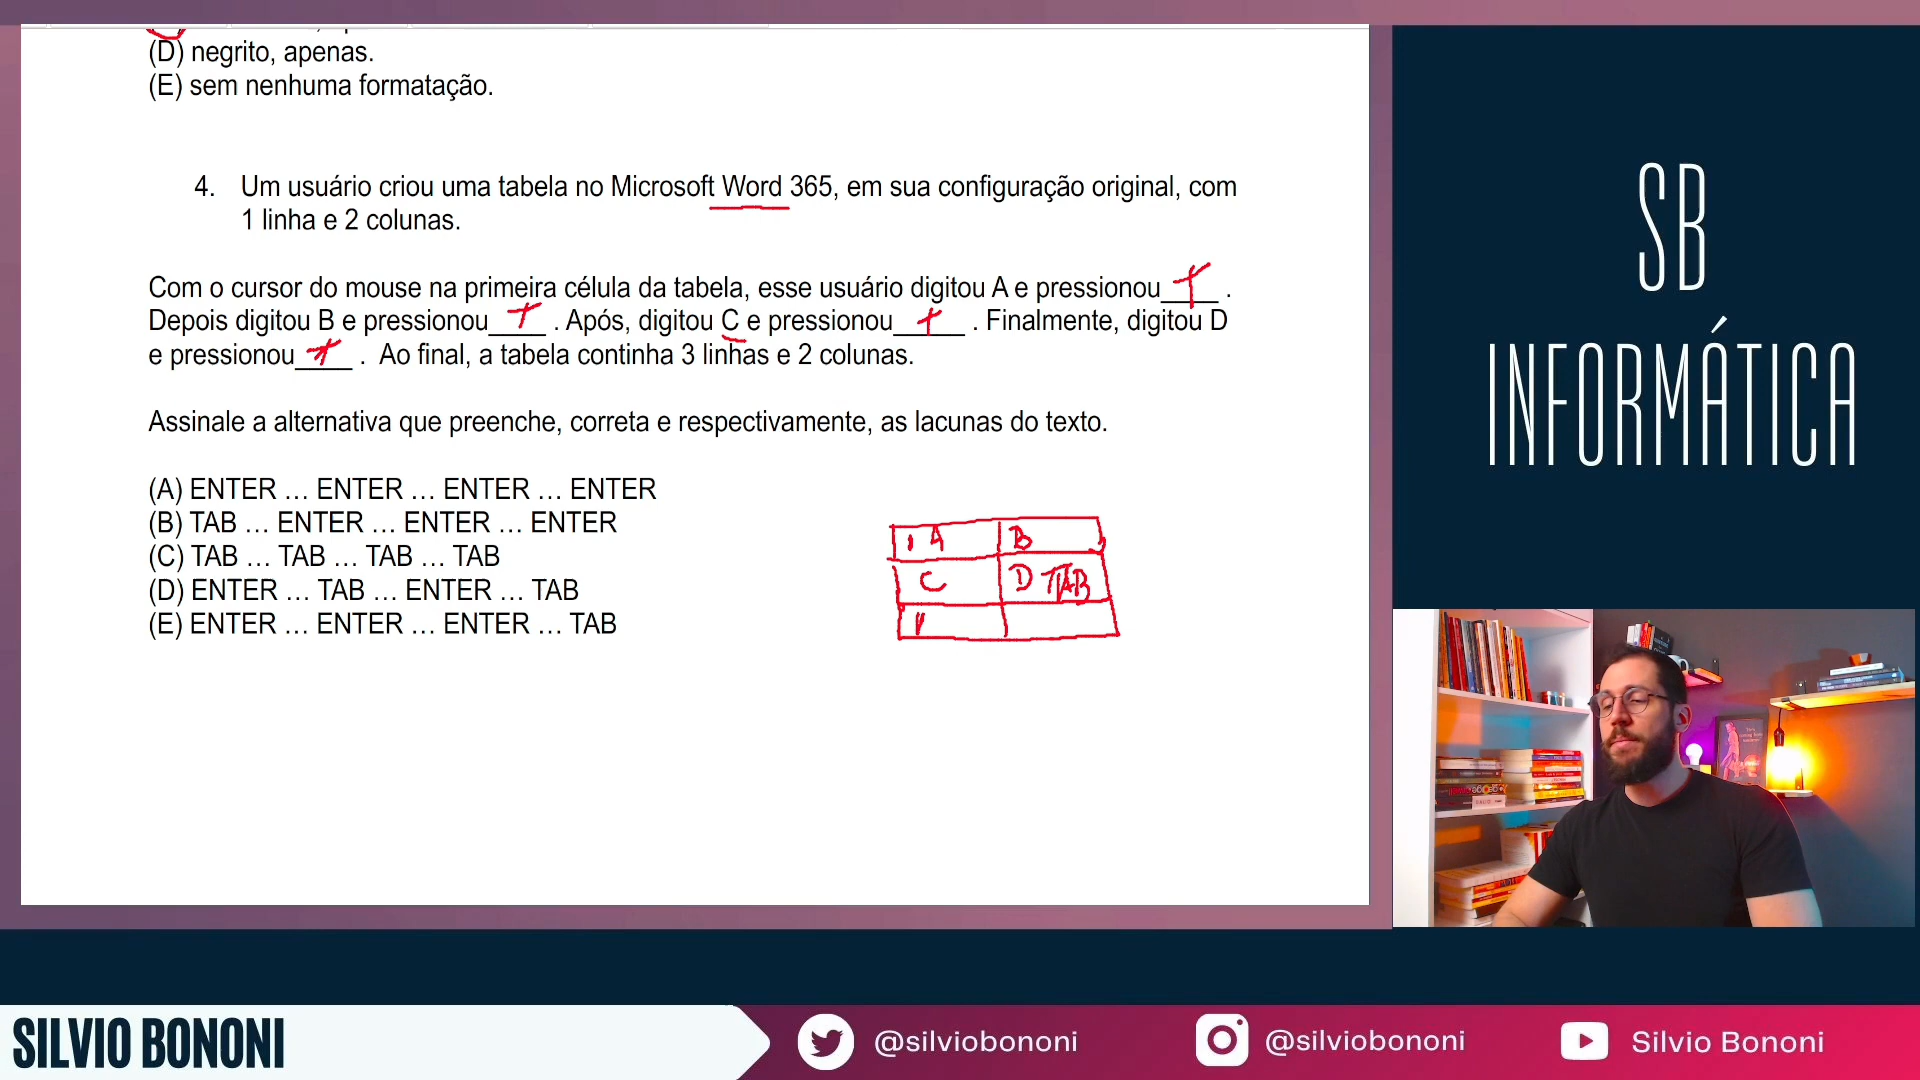 (D) negrito, apenas.
(E) sem nenhuma formatação.
4. Um usuário criou uma tabela no Microsoft Word 365, em sua configuração original, com
1 linha e 2 colunas.
Com o cursor do mouse na primeira célula da tabela, esse usuário digitou A e pressionou____ .
Depois digitou B e pressionou____ . Após, digitou C e pressionou_____ . Finalmente, digitou D
e pressionou____ . Ao final, a tabela continha 3 linhas e 2 colunas.
Assinale a alternativa que preenche, correta e respectivamente, as lacunas do texto.
(A) ENTER … ENTER … ENTER … ENTER
(B) TAB … ENTER … ENTER … ENTER
(C) TAB … TAB … TAB … TAB
(D) ENTER … TAB … ENTER … TAB
(E) ENTER … ENTER … ENTER … TAB
A B
C D TAB
SB
INFORMÁTICA
SILVIO BONONI
@silviobononi
@silviobononi
Silvio Bononi